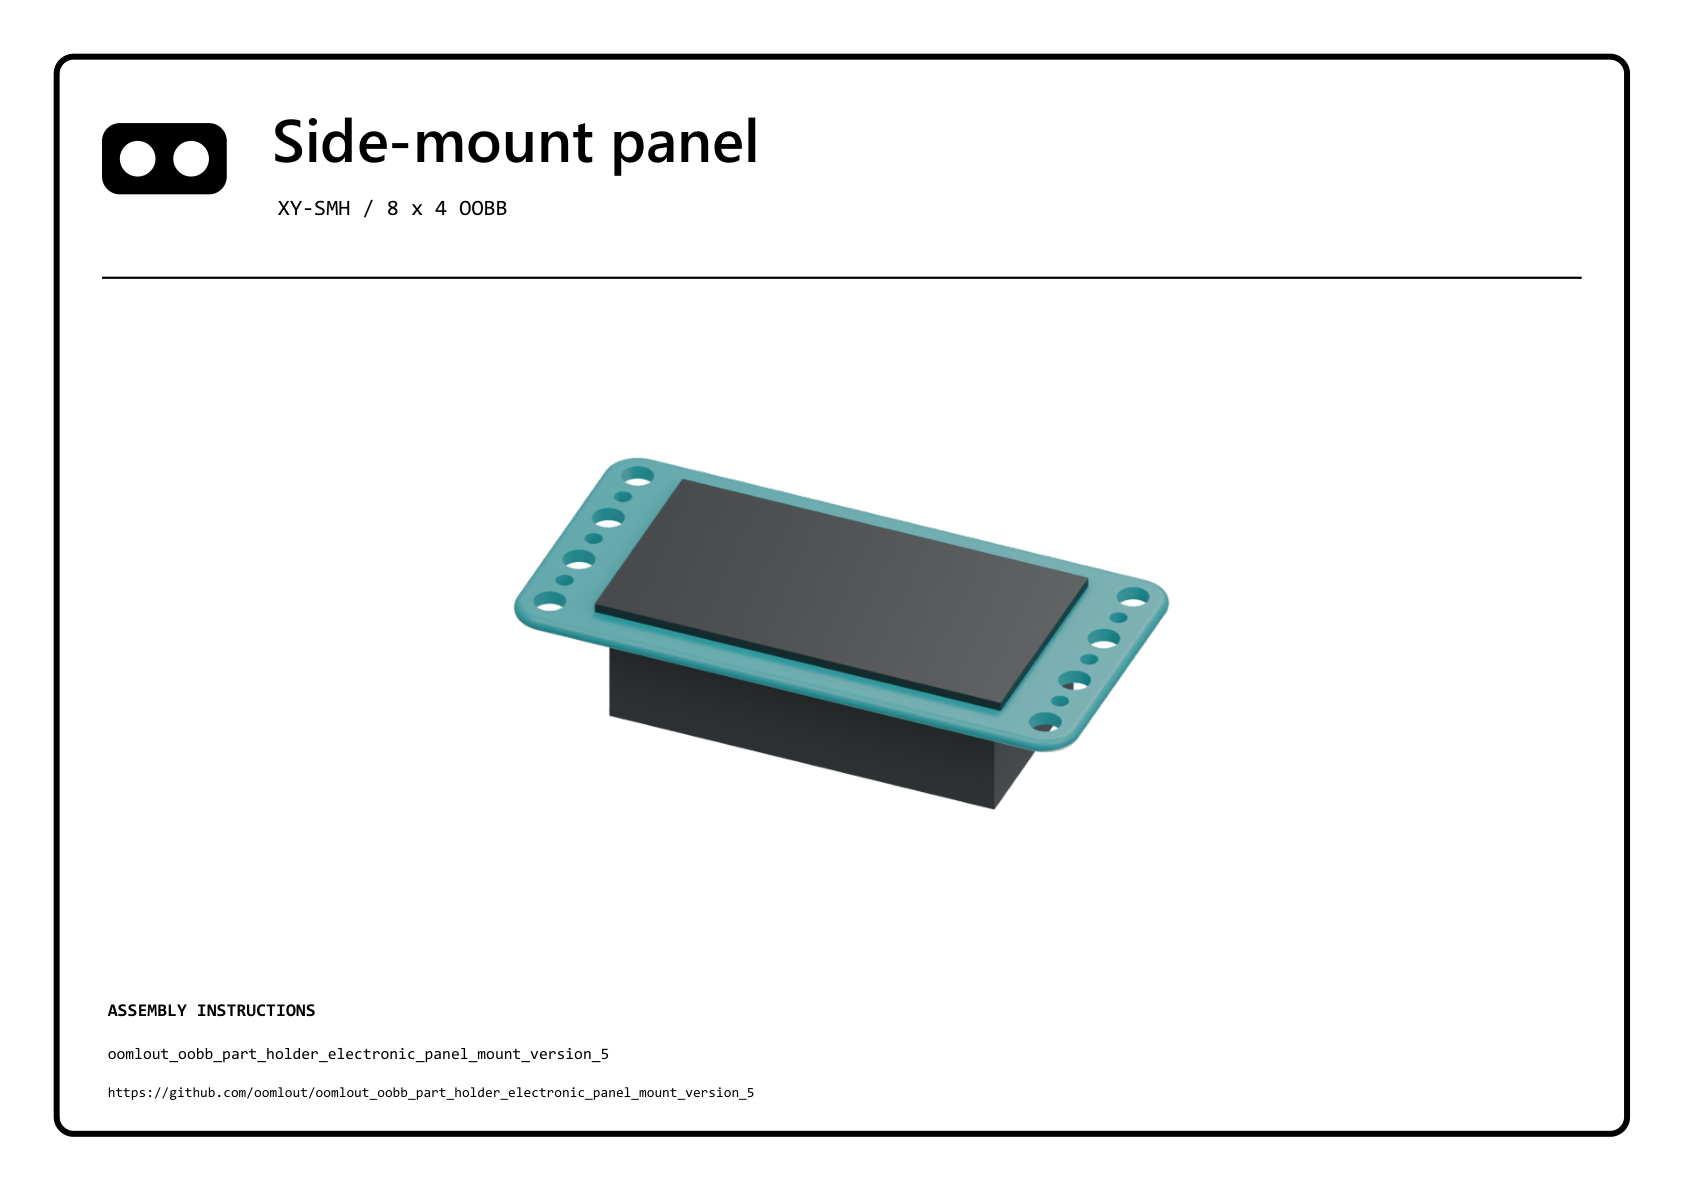 Side-mount panel
XY-SMH / 8 x 4 OOBB
ASSEMBLY INSTRUCTIONS
oomlout_oobb_part_holder_electronic_panel_mount_version_5
https://github.com/oomlout/oomlout_oobb_part_holder_electronic_panel_mount_version_5